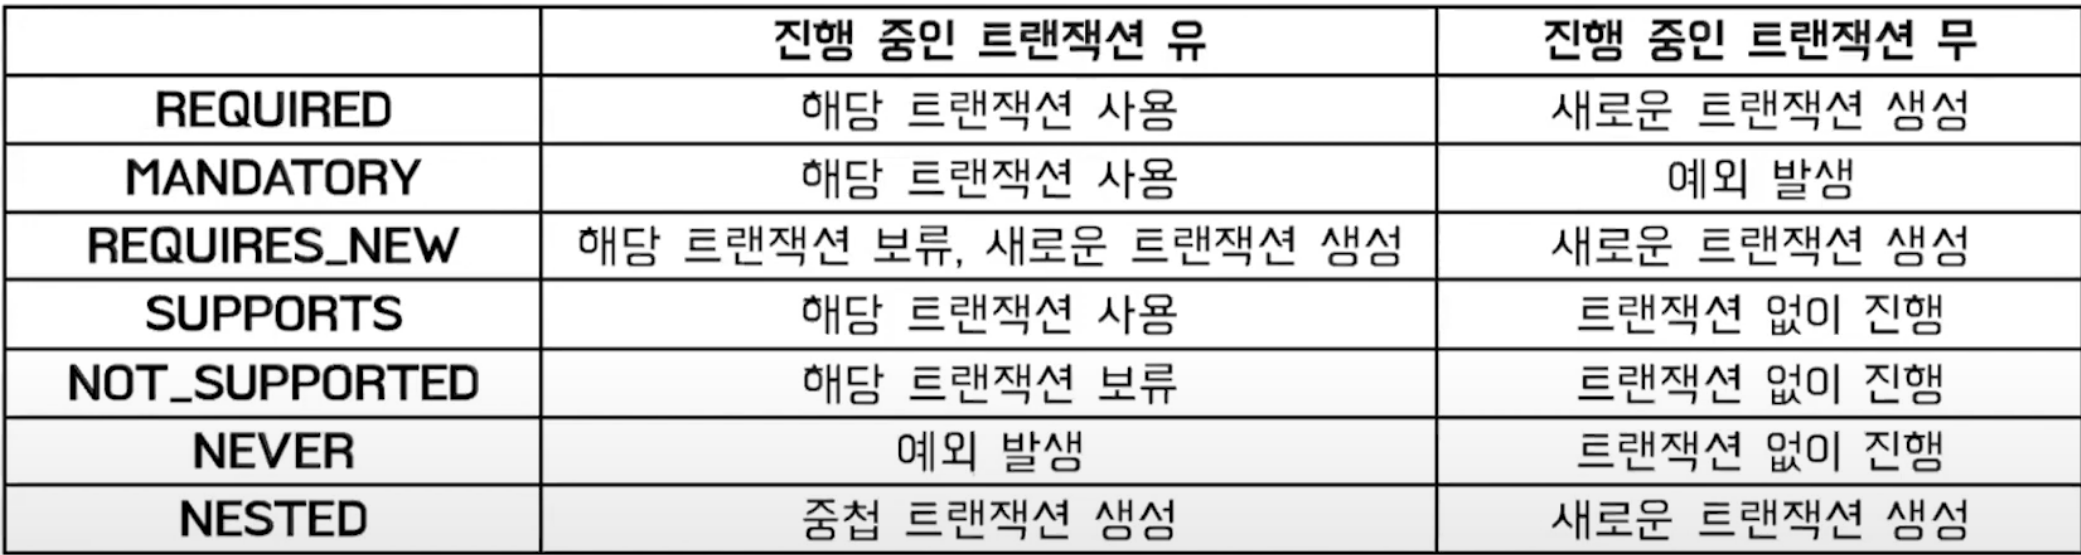 진행 중인 트랜잭션 유 진행 중인 트랜잭션 무
REQUIRED 해당 트랜잭션 사용 새로운 트랜잭션 생성
MANDATORY 해당 트랜잭션 사용 예외 발생
REQUIRES_NEW 해당 트랜잭션 보류, 새로운 트랜잭션 생성 새로운 트랜잭션 생성
SUPPORTS 해당 트랜잭션 사용 트랜잭션 없이 진행
NOT_SUPPORTED 해당 트랜잭션 보류 트랜잭션 없이 진행
NEVER 예외 발생 트랜잭션 없이 진행
NESTED 중첩 트랜잭션 생성 새로운 트랜잭션 생성